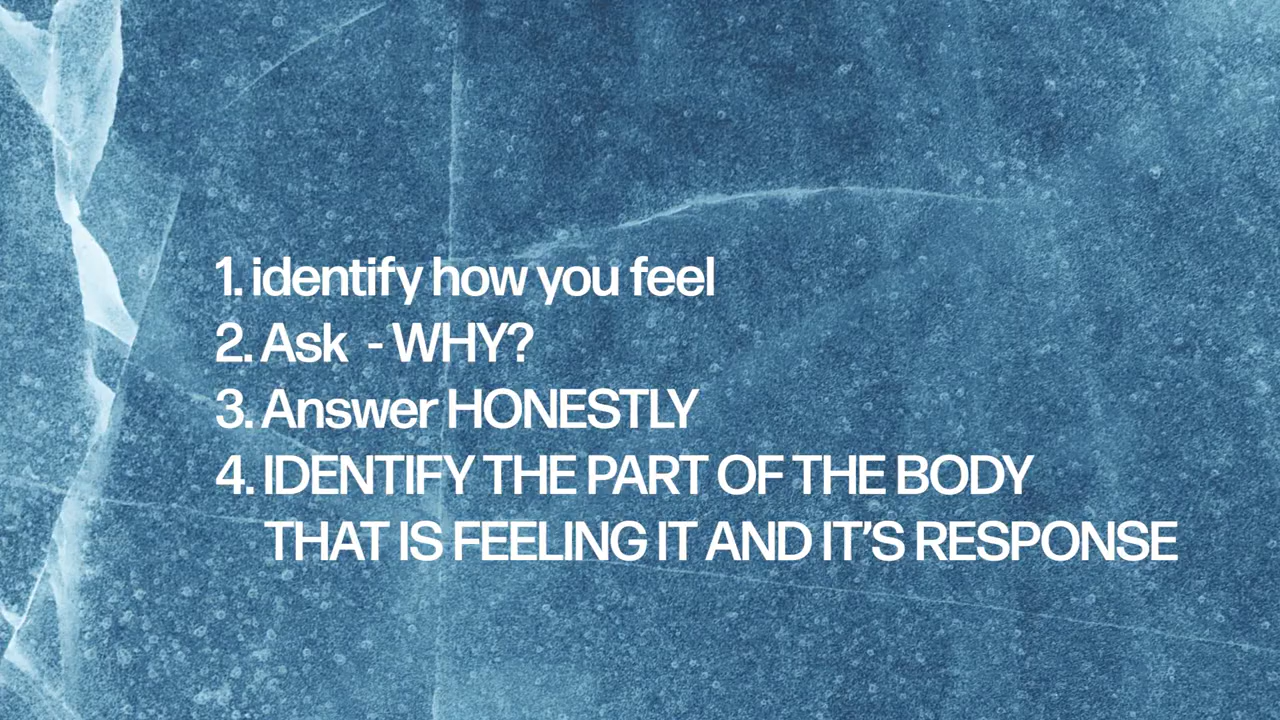 1. identify how you feel
2. Ask - WHY?
3. Answer HONESTLY
4. IDENTIFY THE PART OF THE BODY
THAT IS FEELING IT AND IT’S RESPONSE